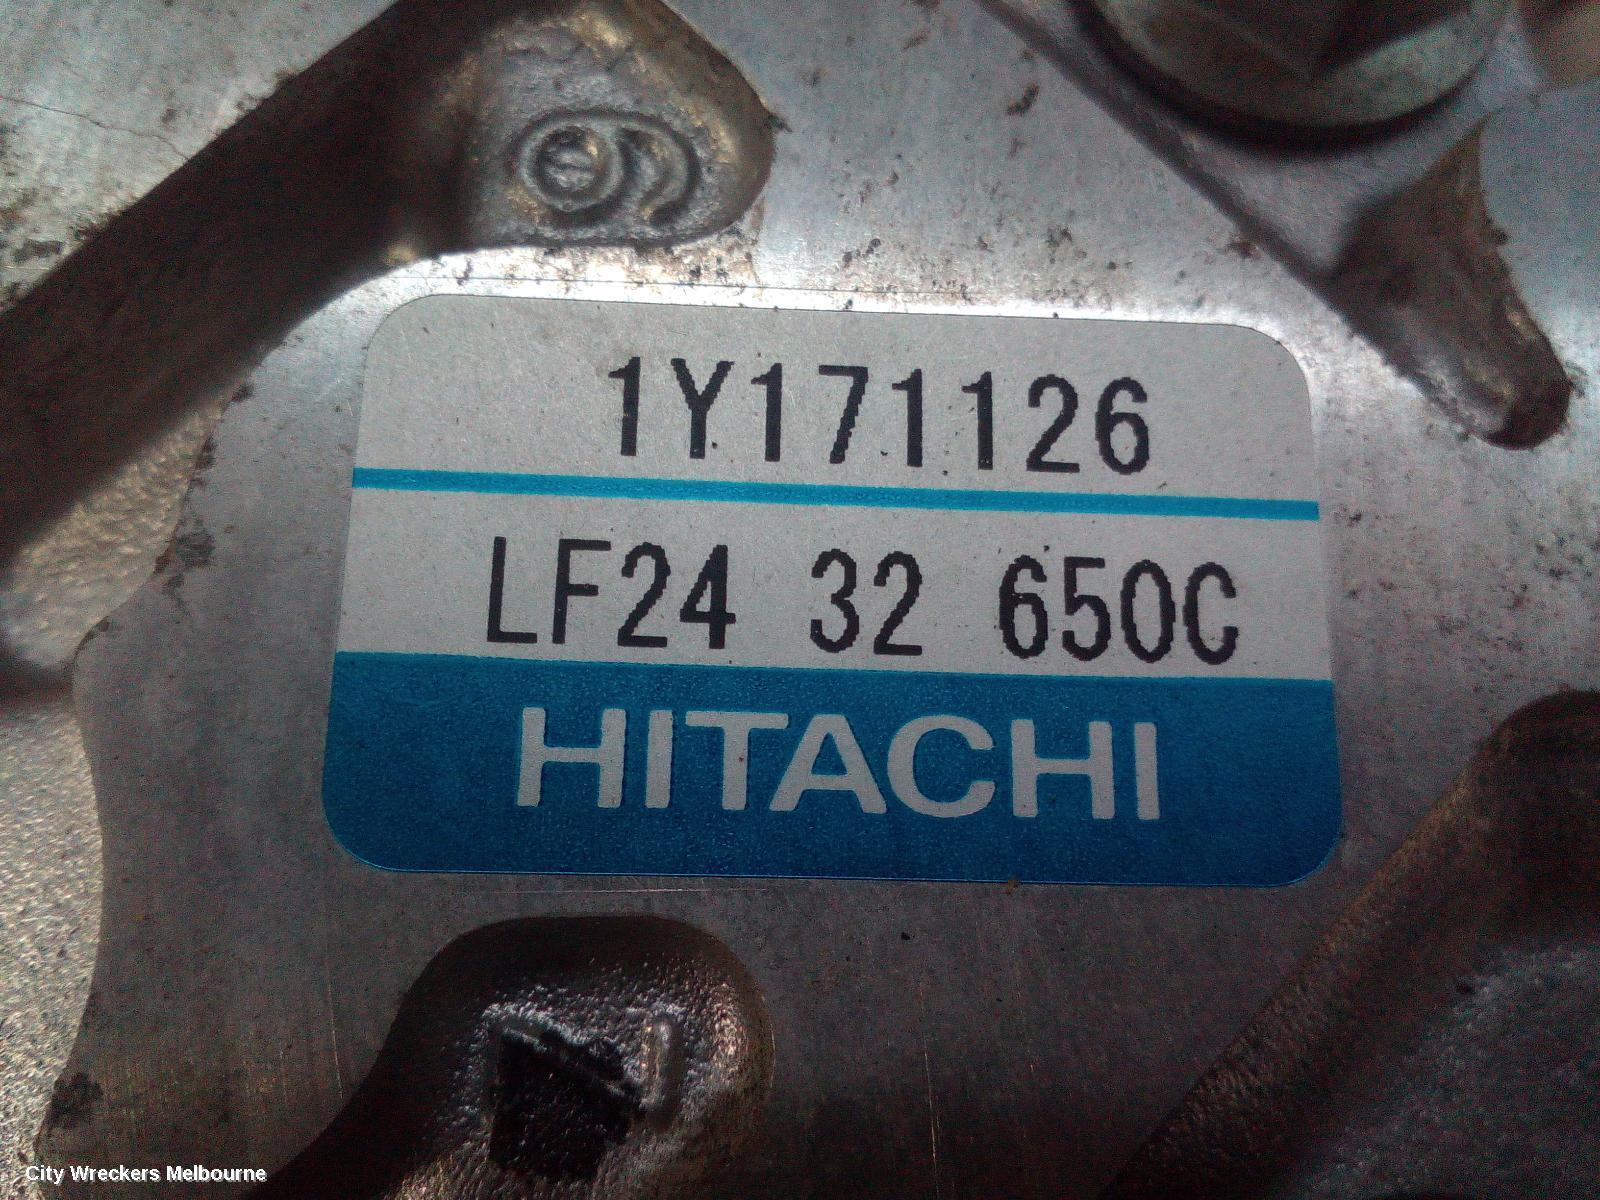 1Y171126
LF24 32 650C
HITACHI
City Wreckers Melbourne